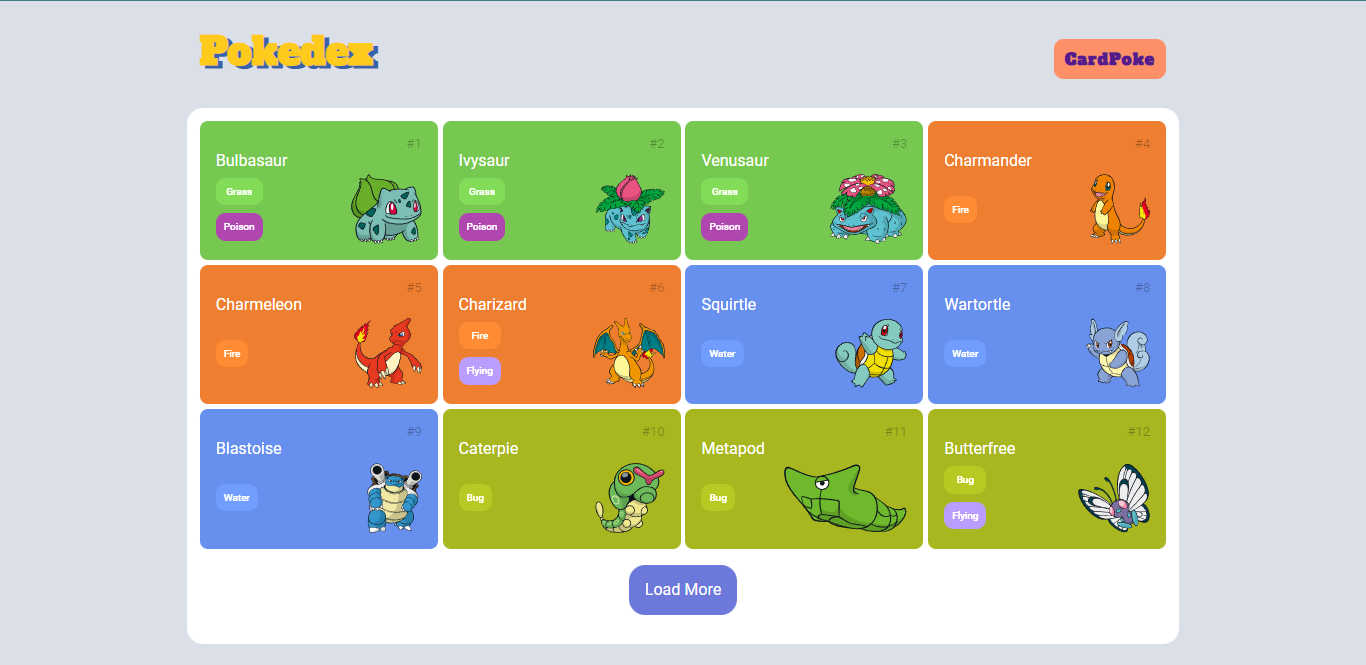 Pokedex
CardPoke
#1
Bulbasaur
Grass
Poison
#2
Ivysaur
Grass
Poison
#3
Venusaur
Grass
Poison
#4
Charmander
Fire
#5
Charmeleon
Fire
#6
Charizard
Fire
Flying
#7
Squirtle
Water
#8
Wartortle
Water
#9
Blastoise
Water
#10
Caterpie
Bug
#11
Metapod
Bug
#12
Butterfree
Bug
Flying
Load More